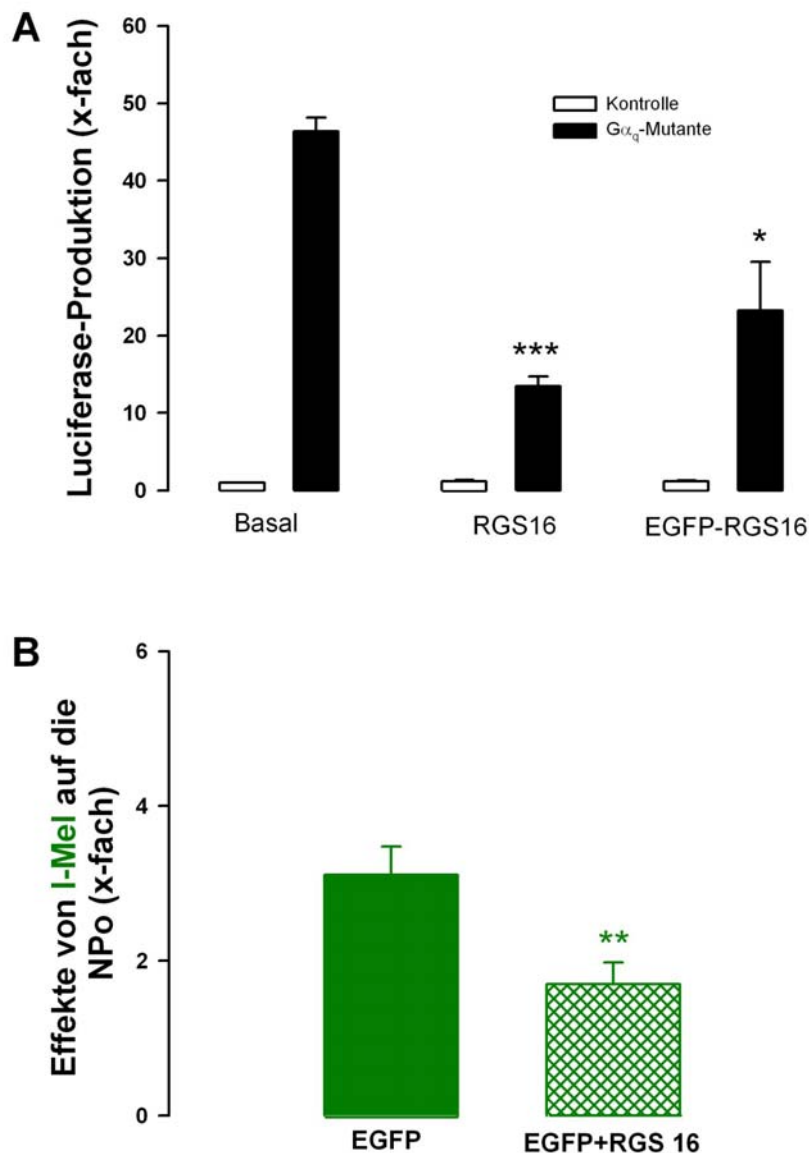 A
Luciferase-Produktion (x-fach)
60
50
40
30
20
10
0
Kontrolle
Gαq-Mutante
***
*
Basal
RGS16
EGFP-RGS16
B
Effekte von I-Mel auf die
NPo (x-fach)
6
4
2
0
**
EGFP
EGFP+RGS 16